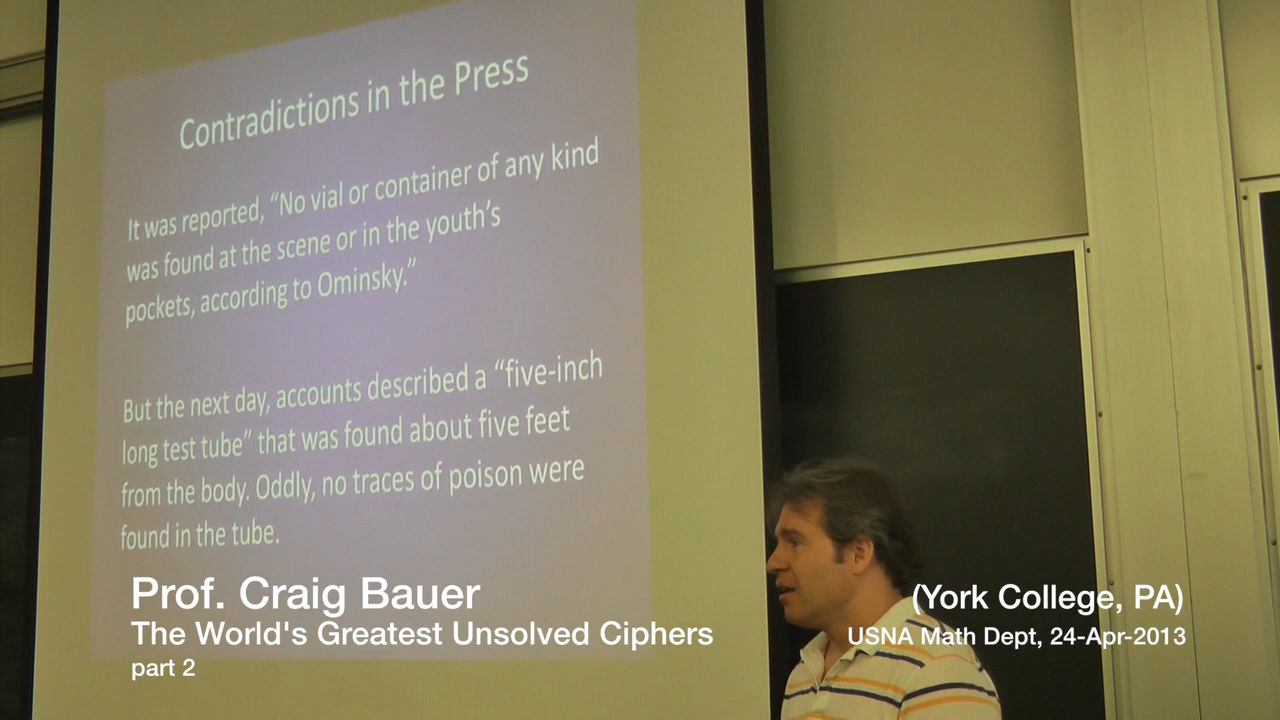 Contradictions in the Press
It was reported, “No vial or container of any kind
was found at the scene or in the youth’s
pockets, according to Ominsky.”
But the next day, accounts described a “five-inch
long test tube” that was found about five feet
from the body. Oddly, no traces of poison were
found in the tube.
Prof. Craig Bauer
The World's Greatest Unsolved Ciphers
part 2
(York College, PA)
USNA Math Dept, 24-Apr-2013